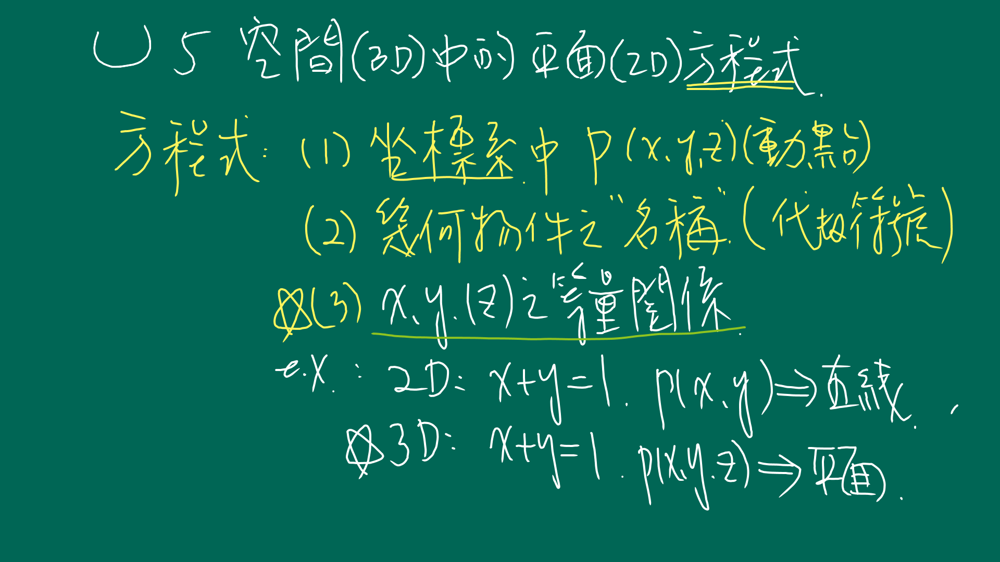 U5 空間(3D)中的平面(2D)方程式.
方程式: (1) 坐標系中 P(x,y,z)(動點)
(2) 幾何物件之"名稱"(代數符號)
☆(3) x,y,(z)之等量關係.
e.x. : 2D: x+y=1. P(x,y)⇒直線.
☆3D: x+y=1. P(x,y,z)⇒平面.